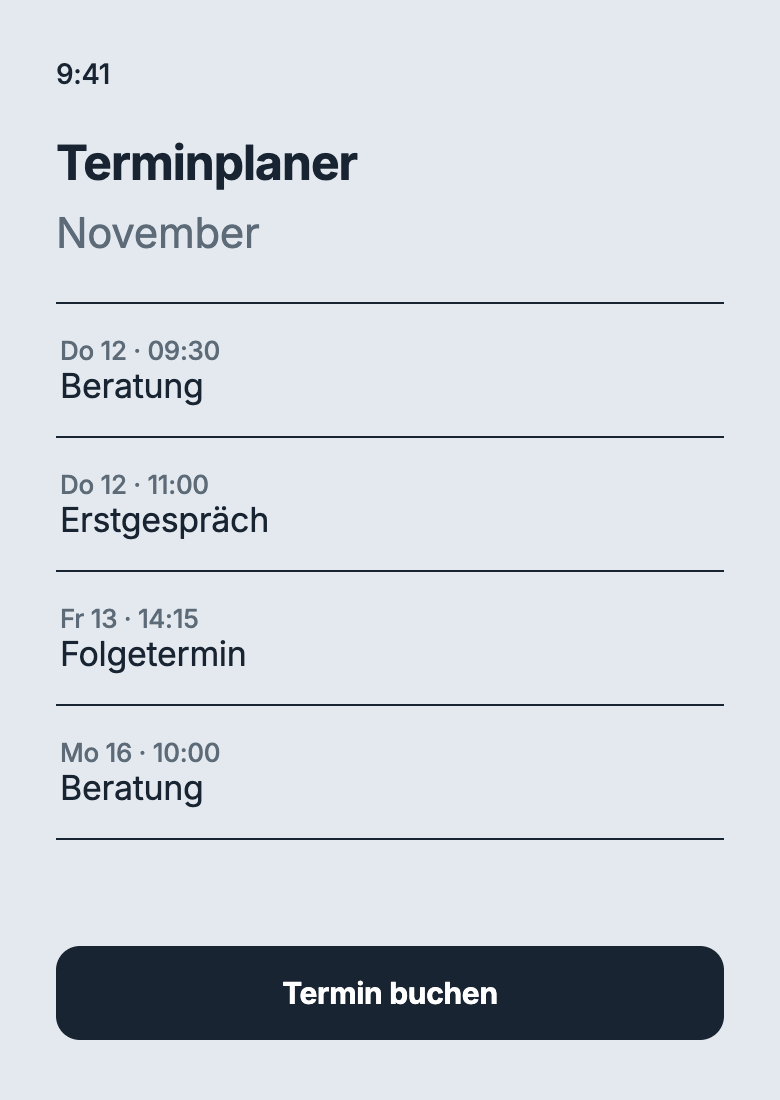 9:41
Terminplaner
November
Do 12 · 09:30
Beratung
Do 12 · 11:00
Erstgespräch
Fr 13 · 14:15
Folgetermin
Mo 16 · 10:00
Beratung
Termin buchen